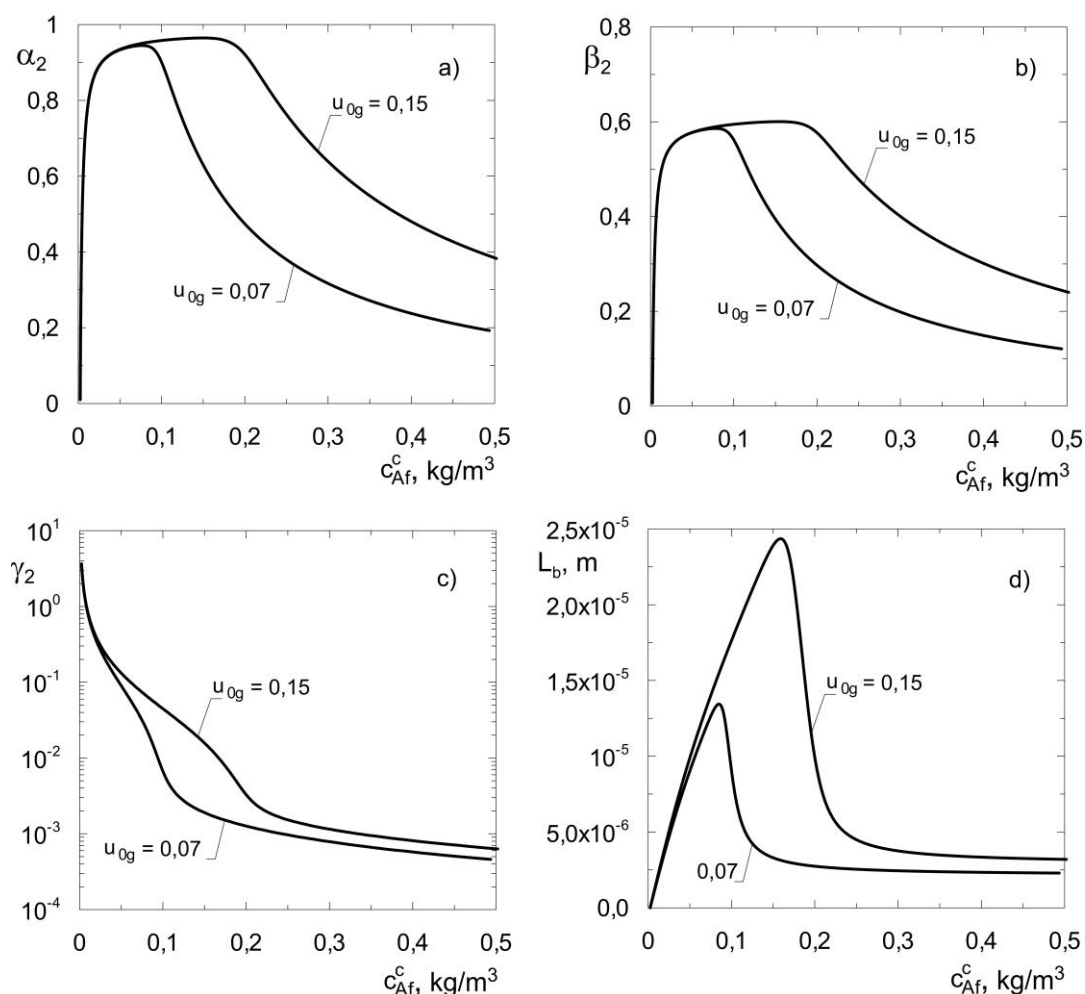 1
α₂
0,8
0,6
0,4
0,2
0
a)
u₀g = 0,15
u₀g = 0,07
0 0,1 0,2 0,3 0,4 0,5
c^c_Af, kg/m³
0,8
β₂
0,6
0,4
0,2
0
b)
u₀g = 0,15
u₀g = 0,07
0 0,1 0,2 0,3 0,4 0,5
c^c_Af, kg/m³
10¹
γ₂
10⁰
10⁻¹
10⁻²
10⁻³
10⁻⁴
c)
u₀g = 0,15
u₀g = 0,07
0 0,1 0,2 0,3 0,4 0,5
c^c_Af, kg/m³
2,5x10⁻⁵
L_b, m
2,0x10⁻⁵
1,5x10⁻⁵
10⁻⁵
5,0x10⁻⁶
0,0
d)
u₀g = 0,15
0,07
0 0,1 0,2 0,3 0,4 0,5
c^c_Af, kg/m³